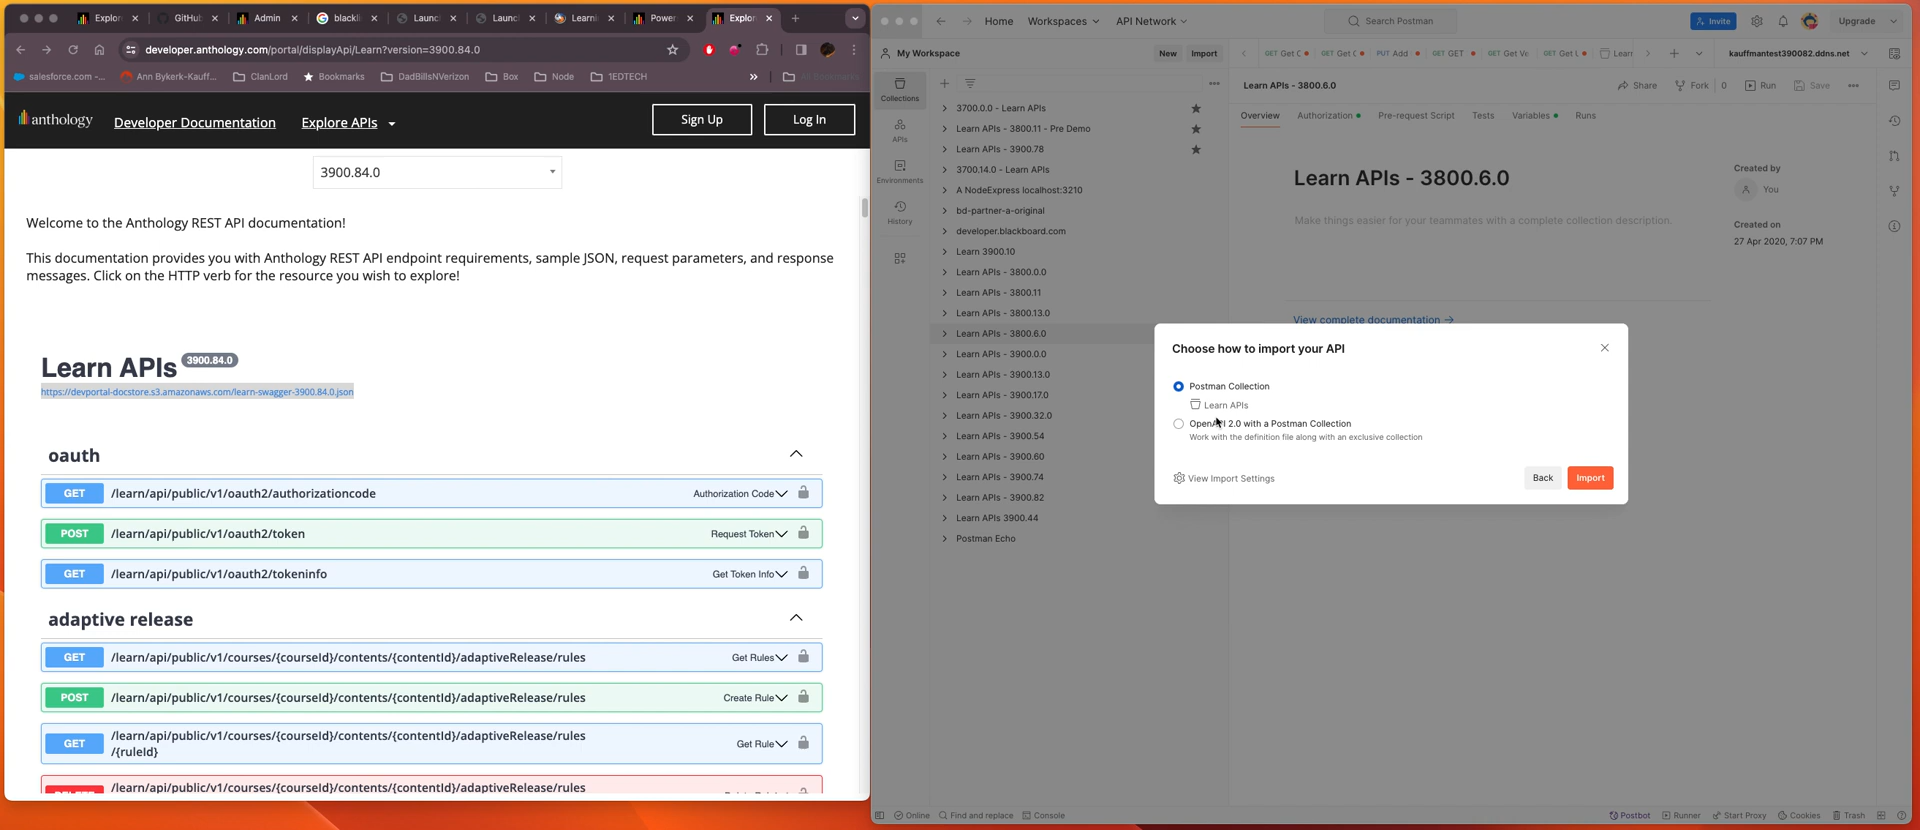 Explor
GitHub
Admin
blackli
Launc
Launc
Learni
Power
Explor
developer.anthology.com/portal/displayApi/Learn?version=3900.84.0
salesforce.com -...
Ann Bykerk-Kauff...
ClanLord
Bookmarks
DadBillsNVerizon
Box
Node
1EDTECH
»
All Bookmarks
anthology
Developer Documentation
Explore APIs
Sign Up
Log In
3900.84.0
Welcome to the Anthology REST API documentation!
This documentation provides you with Anthology REST API endpoint requirements, sample JSON, request parameters, and response
messages. Click on the HTTP verb for the resource you wish to explore!
Learn APIs 3900.84.0
https://devportal-docstore.s3.amazonaws.com/learn-swagger-3900.84.0.json
oauth
GET /learn/api/public/v1/oauth2/authorizationcode Authorization Code
POST /learn/api/public/v1/oauth2/token Request Token
GET /learn/api/public/v1/oauth2/tokeninfo Get Token Info
adaptive release
GET /learn/api/public/v1/courses/{courseId}/contents/{contentId}/adaptiveRelease/rules Get Rules
POST /learn/api/public/v1/courses/{courseId}/contents/{contentId}/adaptiveRelease/rules Create Rule
GET /learn/api/public/v1/courses/{courseId}/contents/{contentId}/adaptiveRelease/rules
/{ruleId} Get Rule
/learn/api/public/v1/courses/{courseId}/contents/{contentId}/adaptiveRelease/rules
Home
Workspaces
API Network
Search Postman
Invite
Upgrade
My Workspace
New
Import
GET Get C
GET Get C
PUT Add
GET GET
GET Get Ve
GET Get L
Learn
kauffmantest390082.ddns.net
Collections
APIs
Environments
History
3700.0.0 - Learn APIs
Learn APIs - 3800.11 - Pre Demo
Learn APIs - 3900.78
3700.14.0 - Learn APIs
A NodeExpress localhost:3210
bd-partner-a-original
developer.blackboard.com
Learn 3900.10
Learn APIs - 3800.0.0
Learn APIs - 3800.11
Learn APIs - 3800.13.0
Learn APIs - 3800.6.0
Learn APIs - 3900.0.0
Learn APIs - 3900.13.0
Learn APIs - 3900.17.0
Learn APIs - 3900.32.0
Learn APIs - 3900.54
Learn APIs - 3900.60
Learn APIs - 3900.74
Learn APIs - 3900.82
Learn APIs 3900.44
Postman Echo
Learn APIs - 3800.6.0
Share
Fork 0
Run
Save
Overview
Authorization
Pre-request Script
Tests
Variables
Runs
Learn APIs - 3800.6.0
Make things easier for your teammates with a complete collection description.
View complete documentation →
Created by
You
Created on
27 Apr 2020, 7:07 PM
Choose how to import your API
Postman Collection
Learn APIs
OpenAPI 2.0 with a Postman Collection
Work with the definition file along with an exclusive collection
View Import Settings
Back
Import
Online
Find and replace
Console
Postbot
Runner
Start Proxy
Cookies
Trash